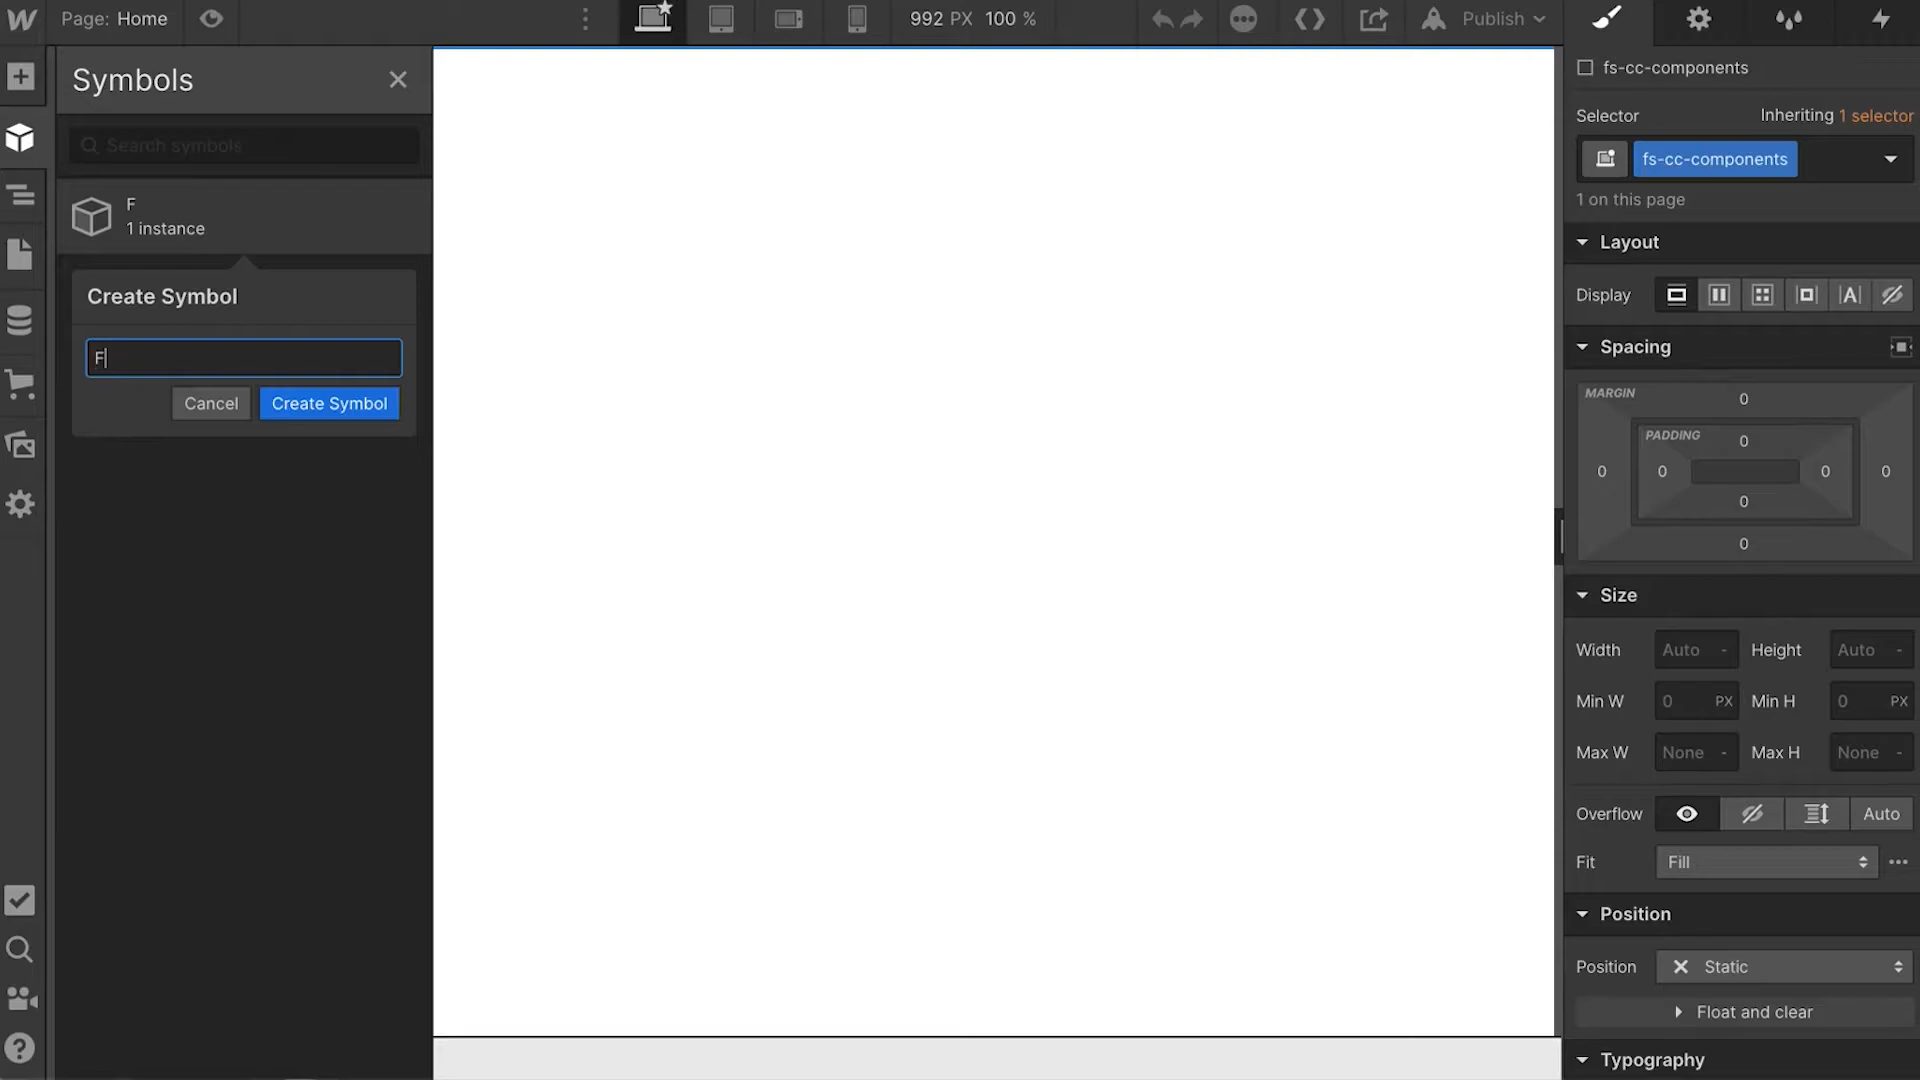 Page: Home
992 PX 100 %
Publish
Symbols
Search symbols
F
1 instance
Create Symbol
F
Cancel
Create Symbol
fs-cc-components
Selector
Inheriting 1 selector
fs-cc-components
1 on this page
Layout
Display
Spacing
MARGIN
0
PADDING
0
0
0
0
0
0
0
Size
Width
Auto -
Height
Auto -
Min W
0 PX
Min H
0 PX
Max W
None -
Max H
None -
Overflow
Auto
Fit
Fill
Position
Position
Static
Float and clear
Typography